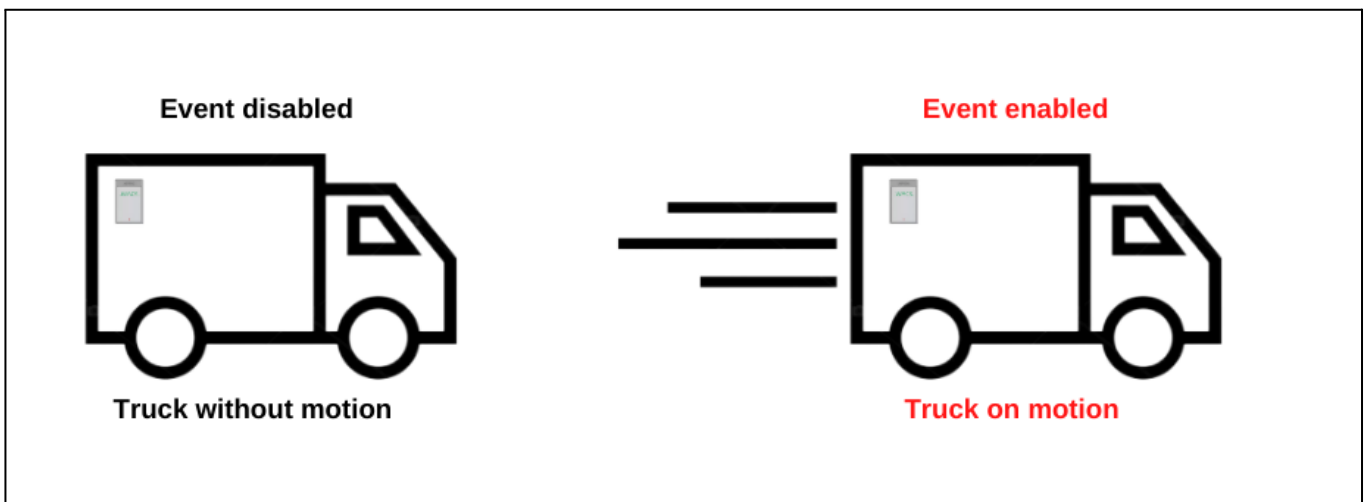 Event disabled
Event enabled
Truck without motion
Truck on motion